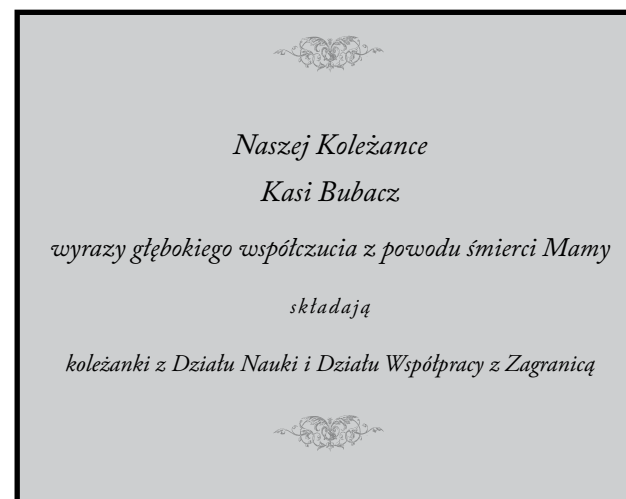 Naszej Koleżance
Kasi Bubacz
wyrazy głębokiego współczucia z powodu śmierci Mamy
składają
koleżanki z Działu Nauki i Działu Współpracy z Zagranicą